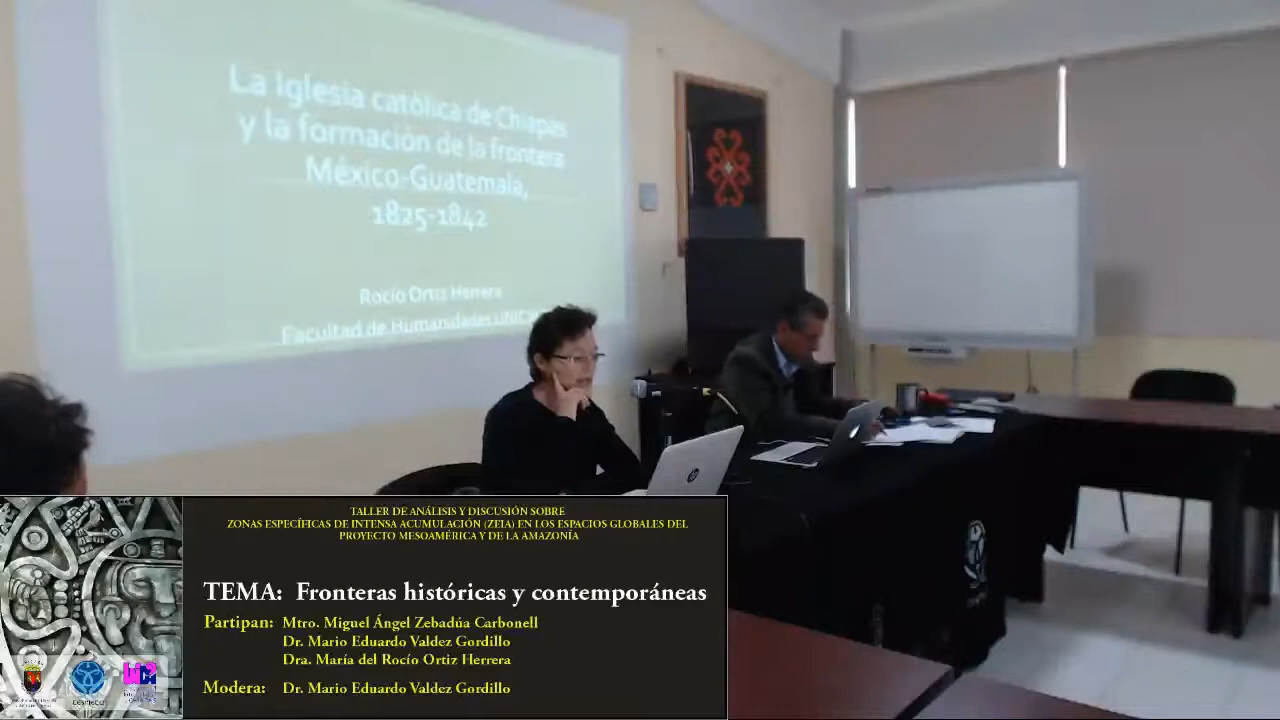 La Iglesia católica de Chiapas
y la formación de la frontera
México-Guatemala,
1825-1842
Rocío Ortiz Herrera
Facultad de Humanidades
TALLER DE ANÁLISIS Y DISCUSIÓN SOBRE
ZONAS ESPECÍFICAS DE INTENSA ACUMULACIÓN (ZEIA) EN LOS ESPACIOS GLOBALES DEL
PROYECTO MESOAMÉRICA Y DE LA AMAZONÍA
TEMA: Fronteras históricas y contemporáneas
Partipan: Mtro. Miguel Ángel Zebadúa Carbonell
Dr. Mario Eduardo Valdez Gordillo
Dra. María del Rocío Ortiz Herrera
Modera: Dr. Mario Eduardo Valdez Gordillo
hp